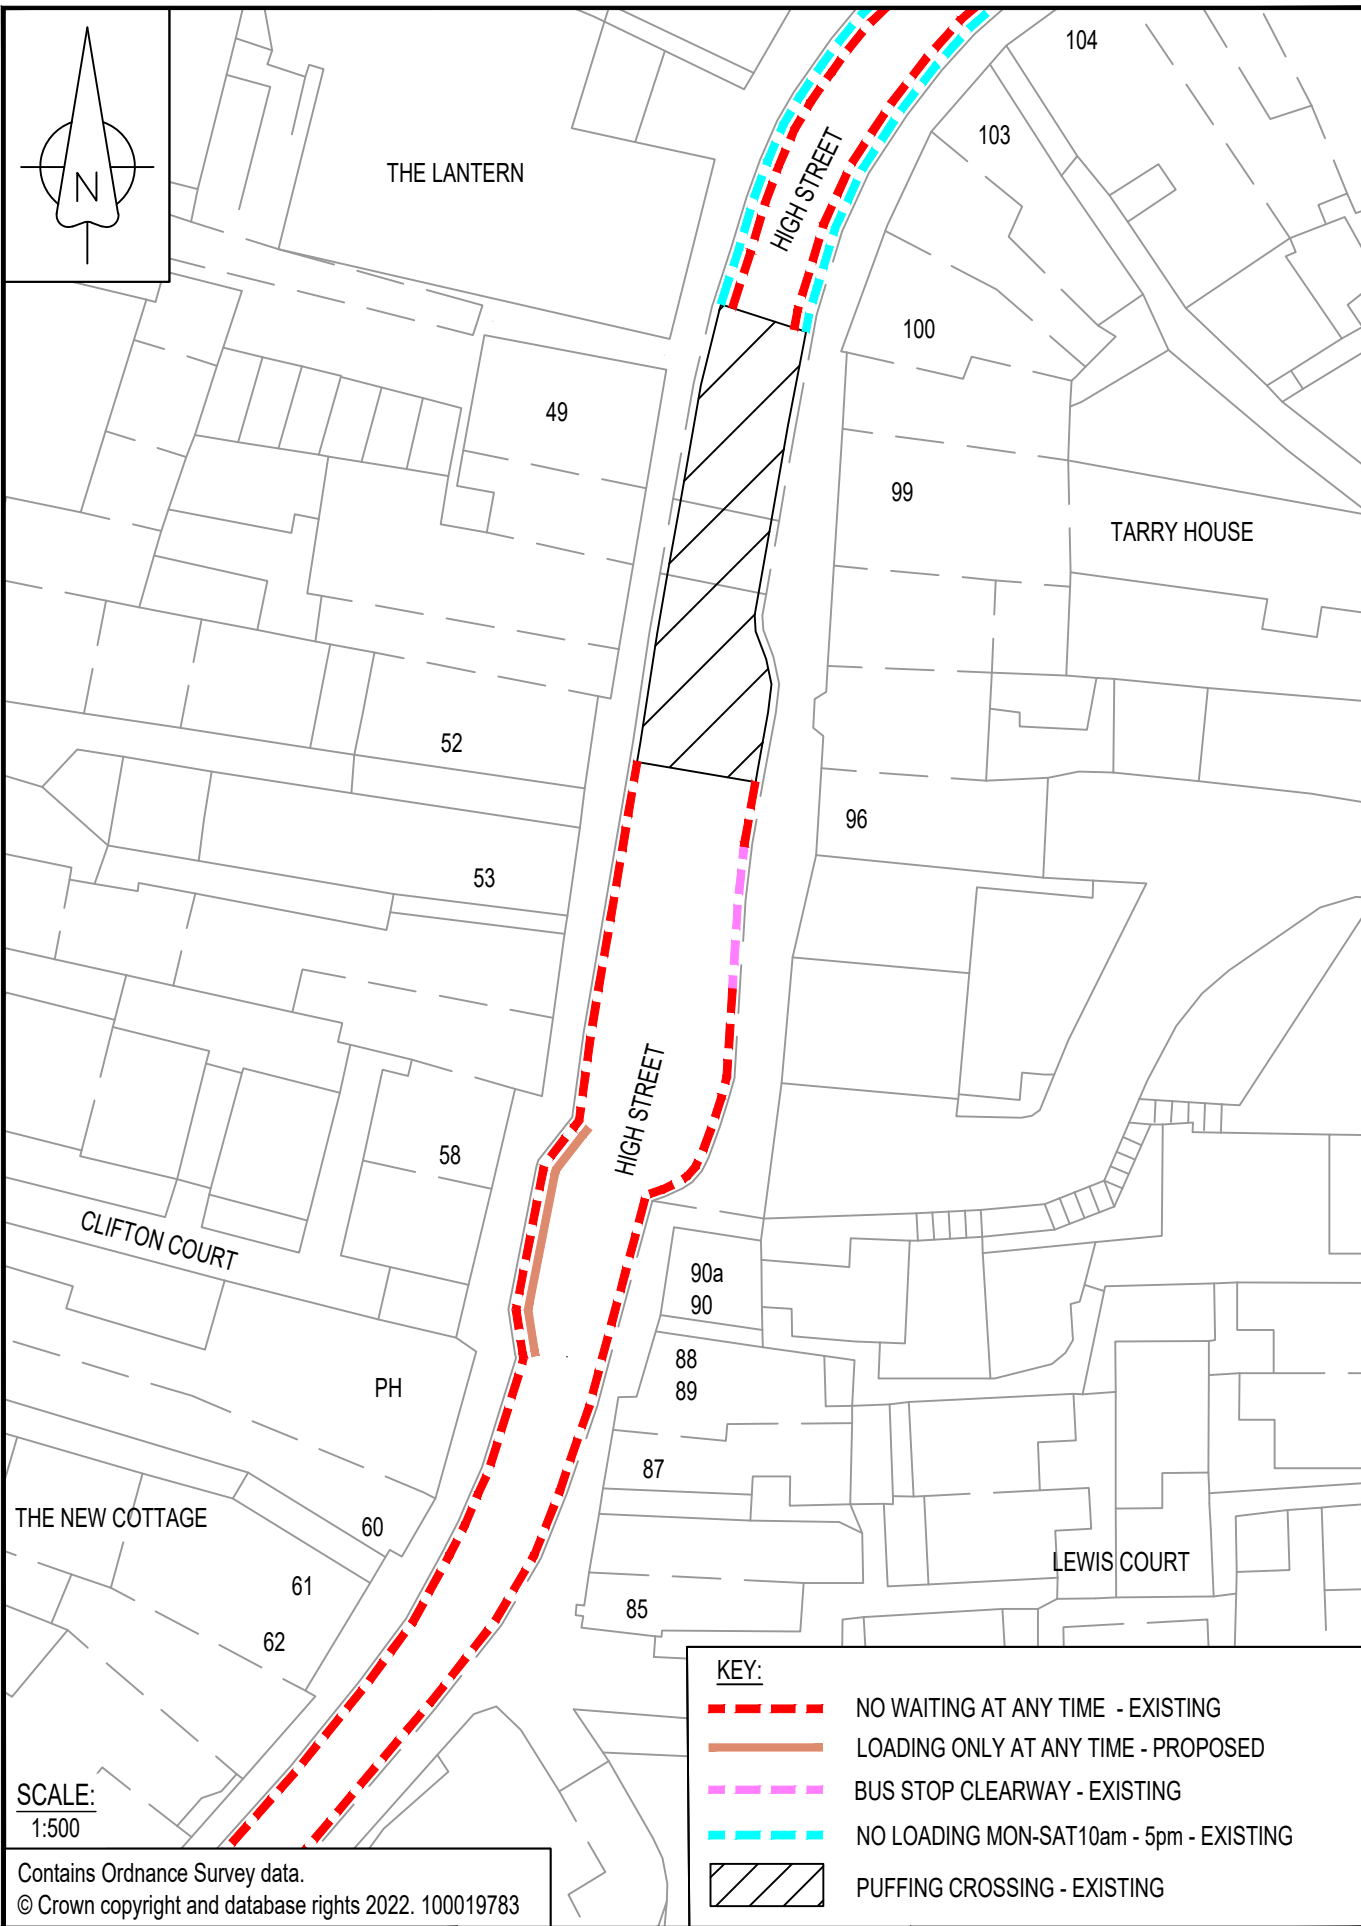 104
N
103
THE LANTERN
HIGH STREET
100
49
99
TARRY HOUSE
52
96
53
HIGH STREET
58
CLIFTON COURT
90a
90
88
89
PH
87
THE NEW COTTAGE
60
LEWIS COURT
61
85
62
KEY:
NO WAITING AT ANY TIME - EXISTING
LOADING ONLY AT ANY TIME - PROPOSED
BUS STOP CLEARWAY - EXISTING
NO LOADING MON-SAT10am - 5pm - EXISTING
PUFFING CROSSING - EXISTING
SCALE:
1:500
Contains Ordnance Survey data.
© Crown copyright and database rights 2022. 100019783